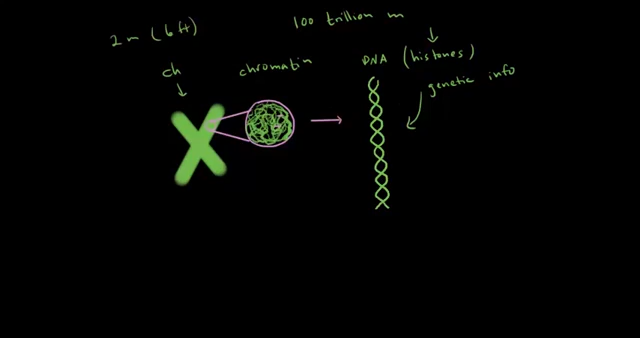 2 m (6 ft)
100 trillion m
ch
chromatin
DNA (histones)
genetic info